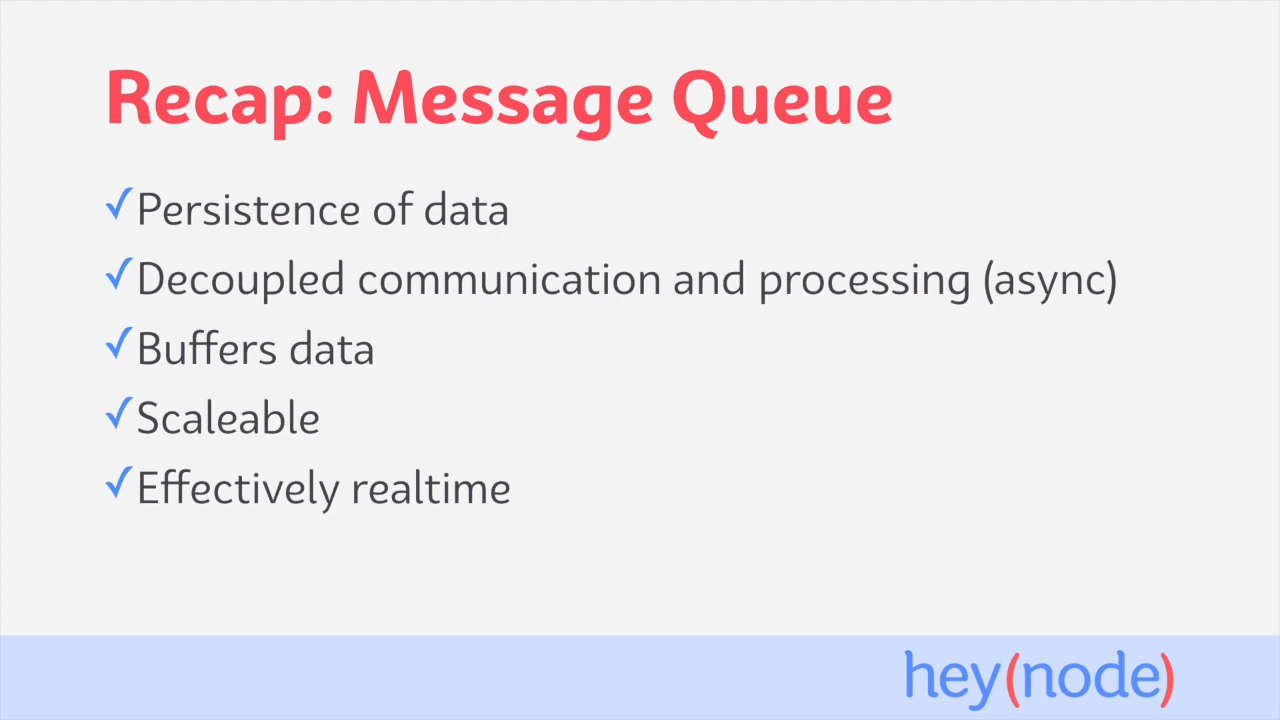 Recap: Message Queue
✓Persistence of data
✓Decoupled communication and processing (async)
✓Buffers data
✓Scaleable
✓Effectively realtime
hey(node)